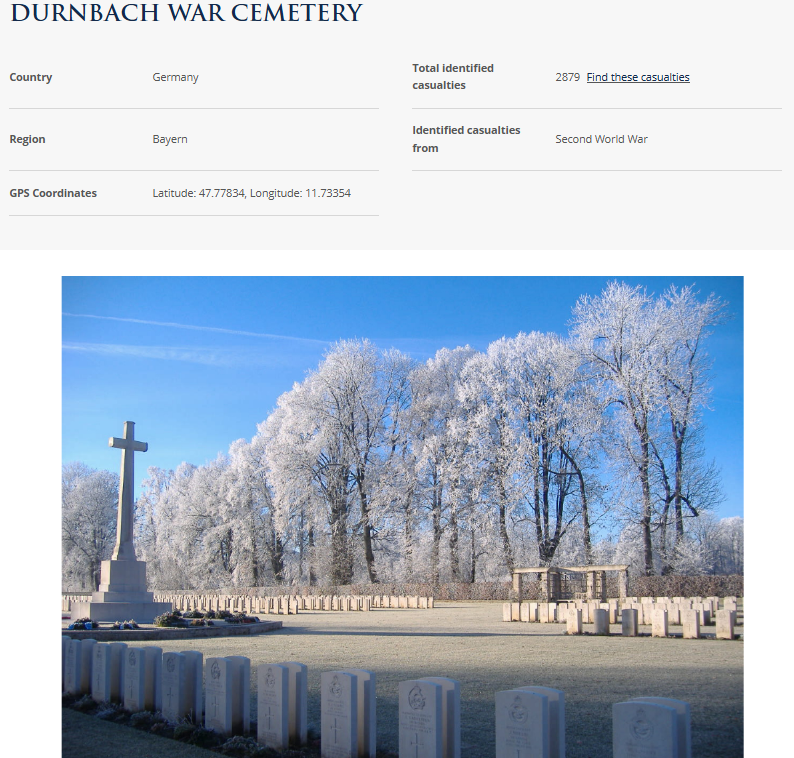 DURNBACH WAR CEMETERY
Country
Germany
Total identified
casualties
2879 Find these casualties
Region
Bayern
Identified casualties
from
Second World War
GPS Coordinates
Latitude: 47.77834, Longitude: 11.73354